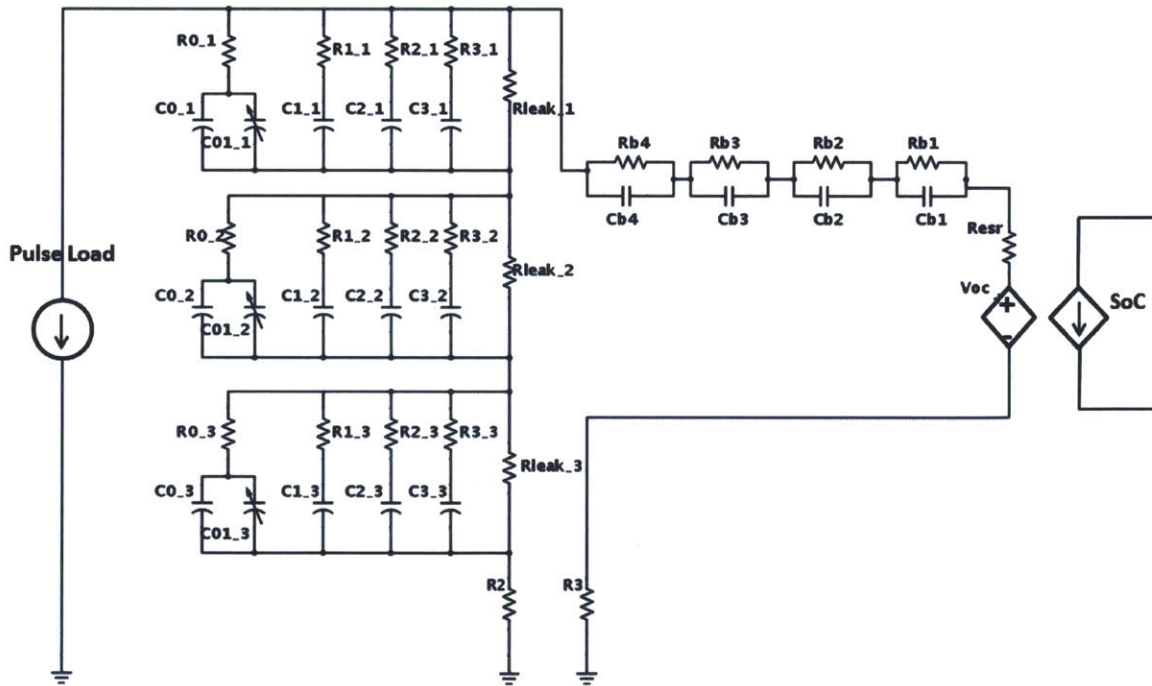 R0_1
R1_1
R2_1
R3_1
C0_1
C01_1
C1_1
C2_1
C3_1
Rleak_1
Rb4
Rb3
Rb2
Rb1
Cb4
Cb3
Cb2
Cb1
Resr
Pulse Load
R0_2
R1_2
R2_2
R3_2
Rleak_2
C0_2
C01_2
C1_2
C2_2
C3_2
Voc
+
-
SoC
R0_3
R1_3
R2_3
R3_3
Rleak_3
C0_3
C01_3
C1_3
C2_3
C3_3
R2
R3